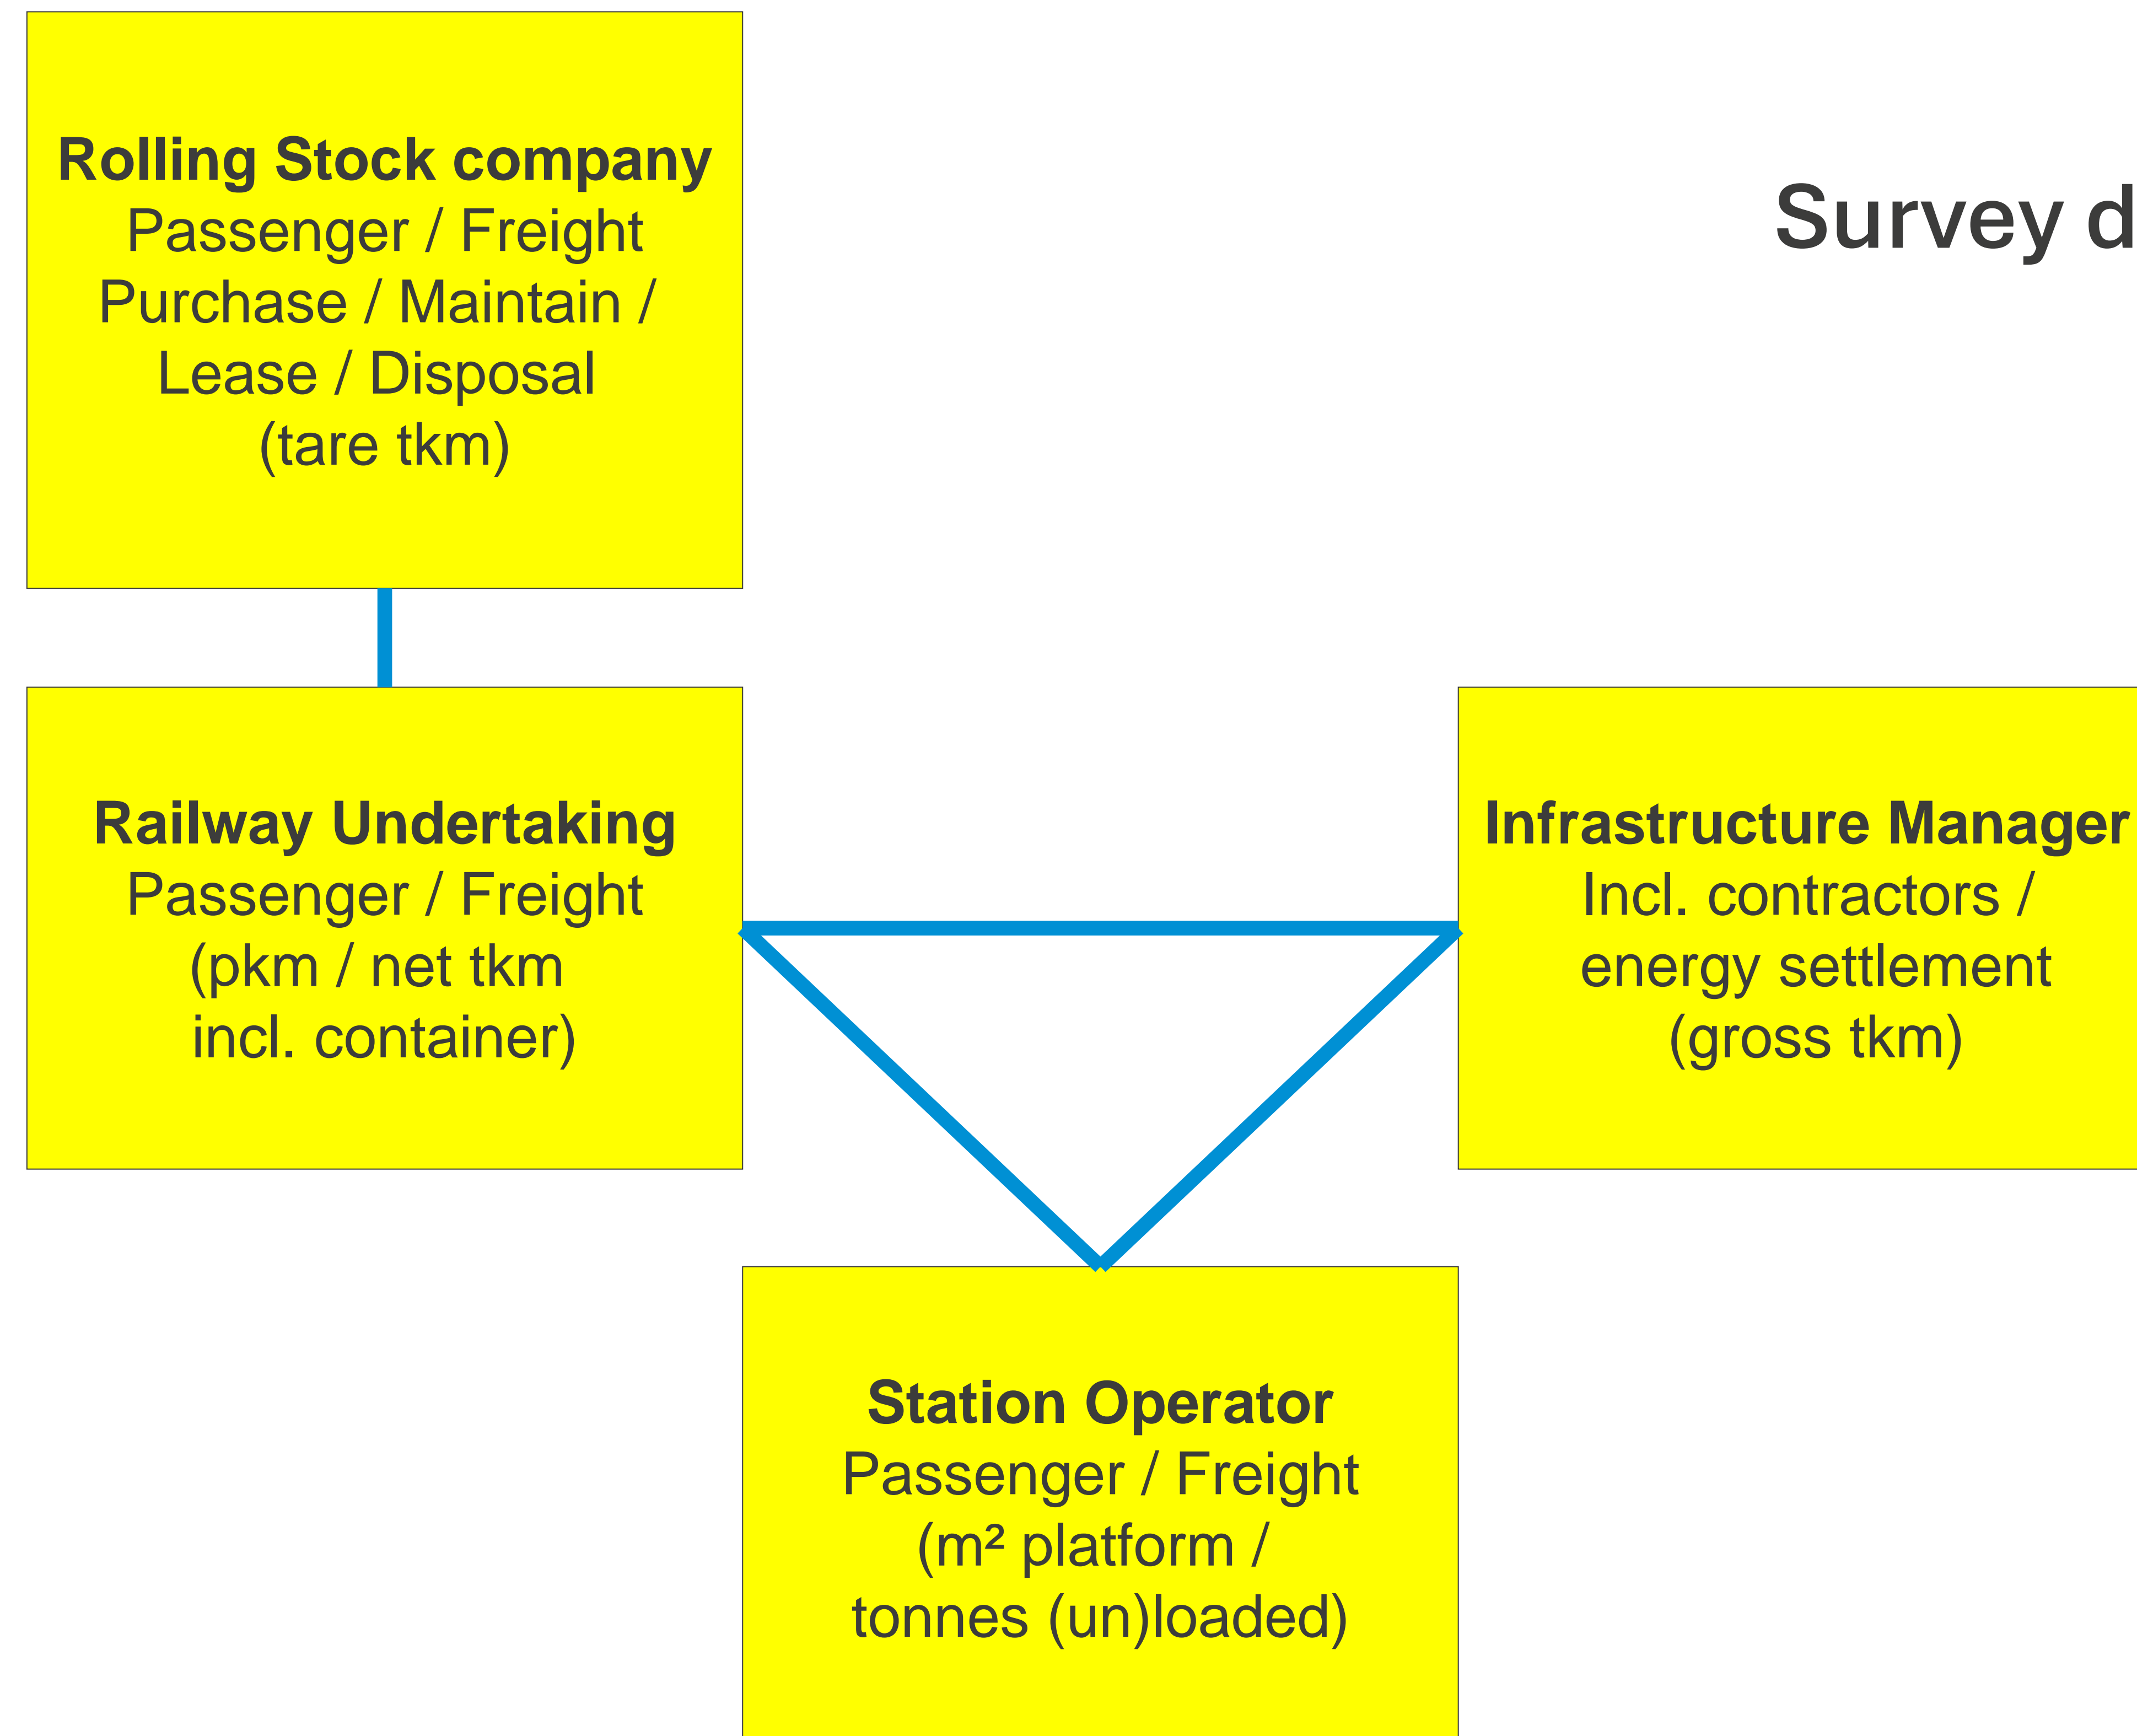 Rolling Stock company
Passenger / Freight
Purchase / Maintain /
Lease / Disposal
(tare tkm)
Survey d
Railway Undertaking
Passenger / Freight
(pkm / net tkm
incl. container)
Infrastructure Manager
Incl. contractors /
energy settlement
(gross tkm)
Station Operator
Passenger / Freight
(m² platform /
tonnes (un)loaded)